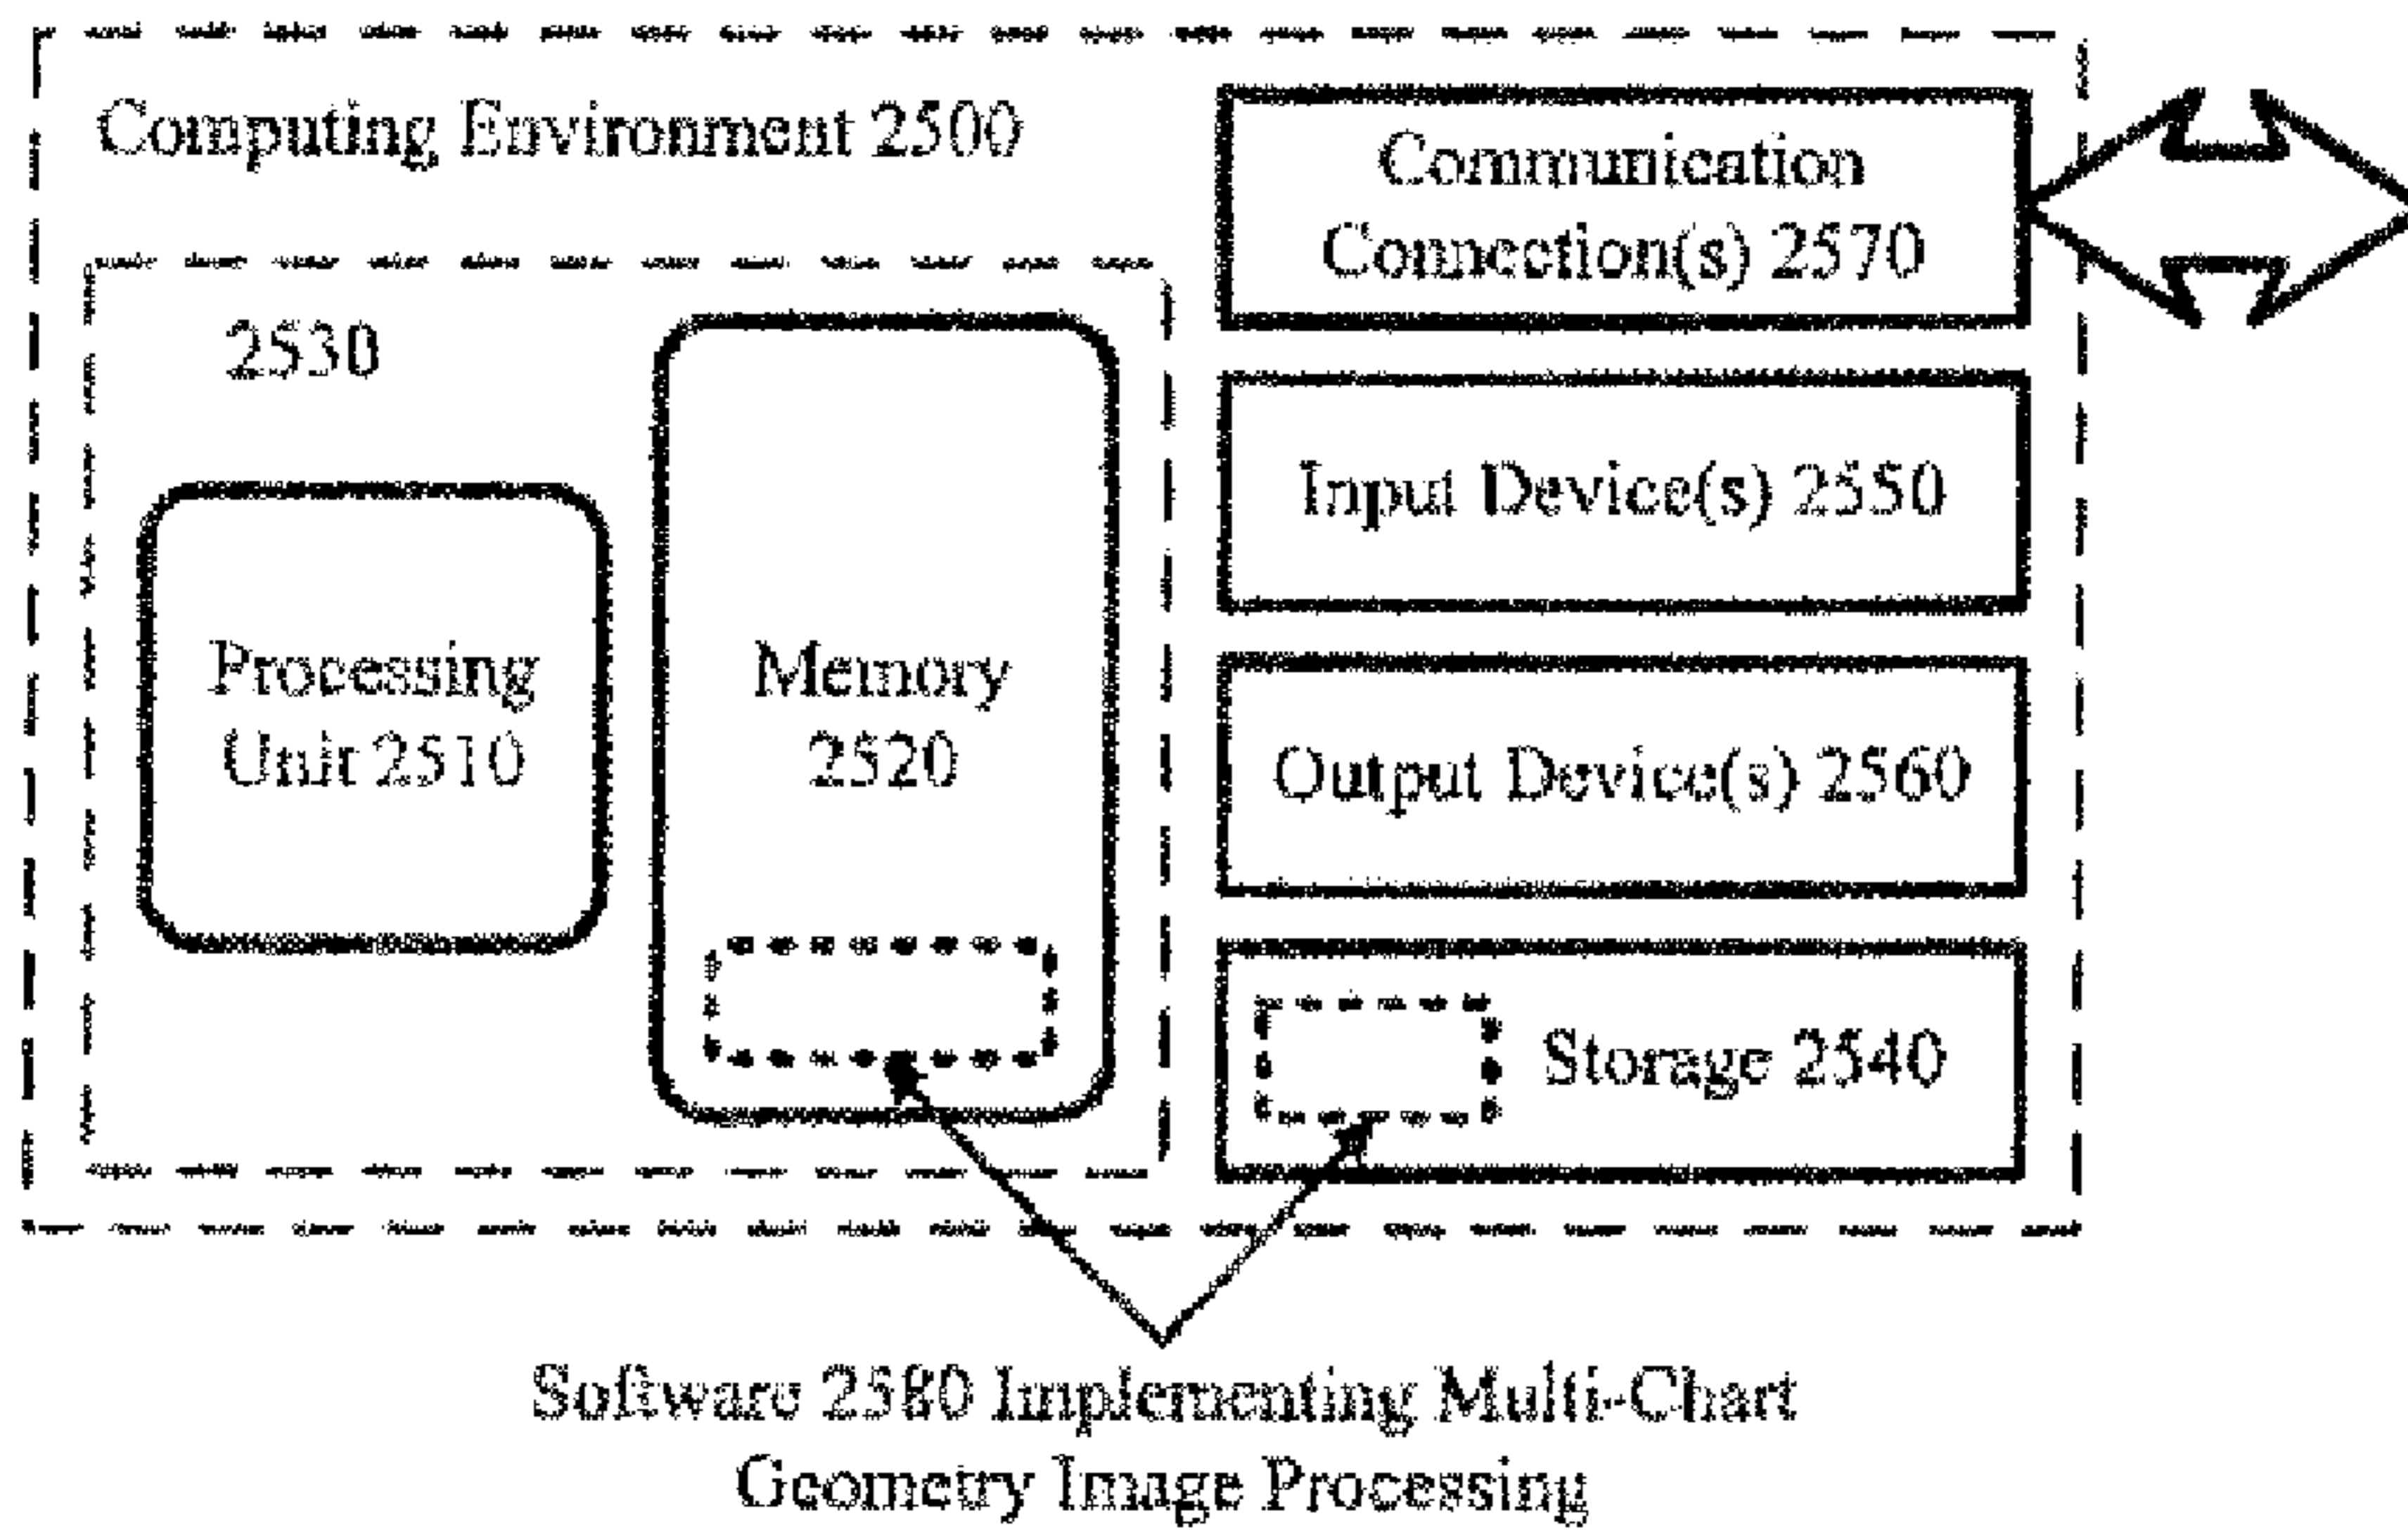 Computing Environment 2500
2530
Processing
Unit 2510
Memory
2520
Communication
Connection(s) 2570
Input Device(s) 2550
Output Device(s) 2560
Storage 2540
Software 2580 Implementing Multi-Chart
Geometry Image Processing